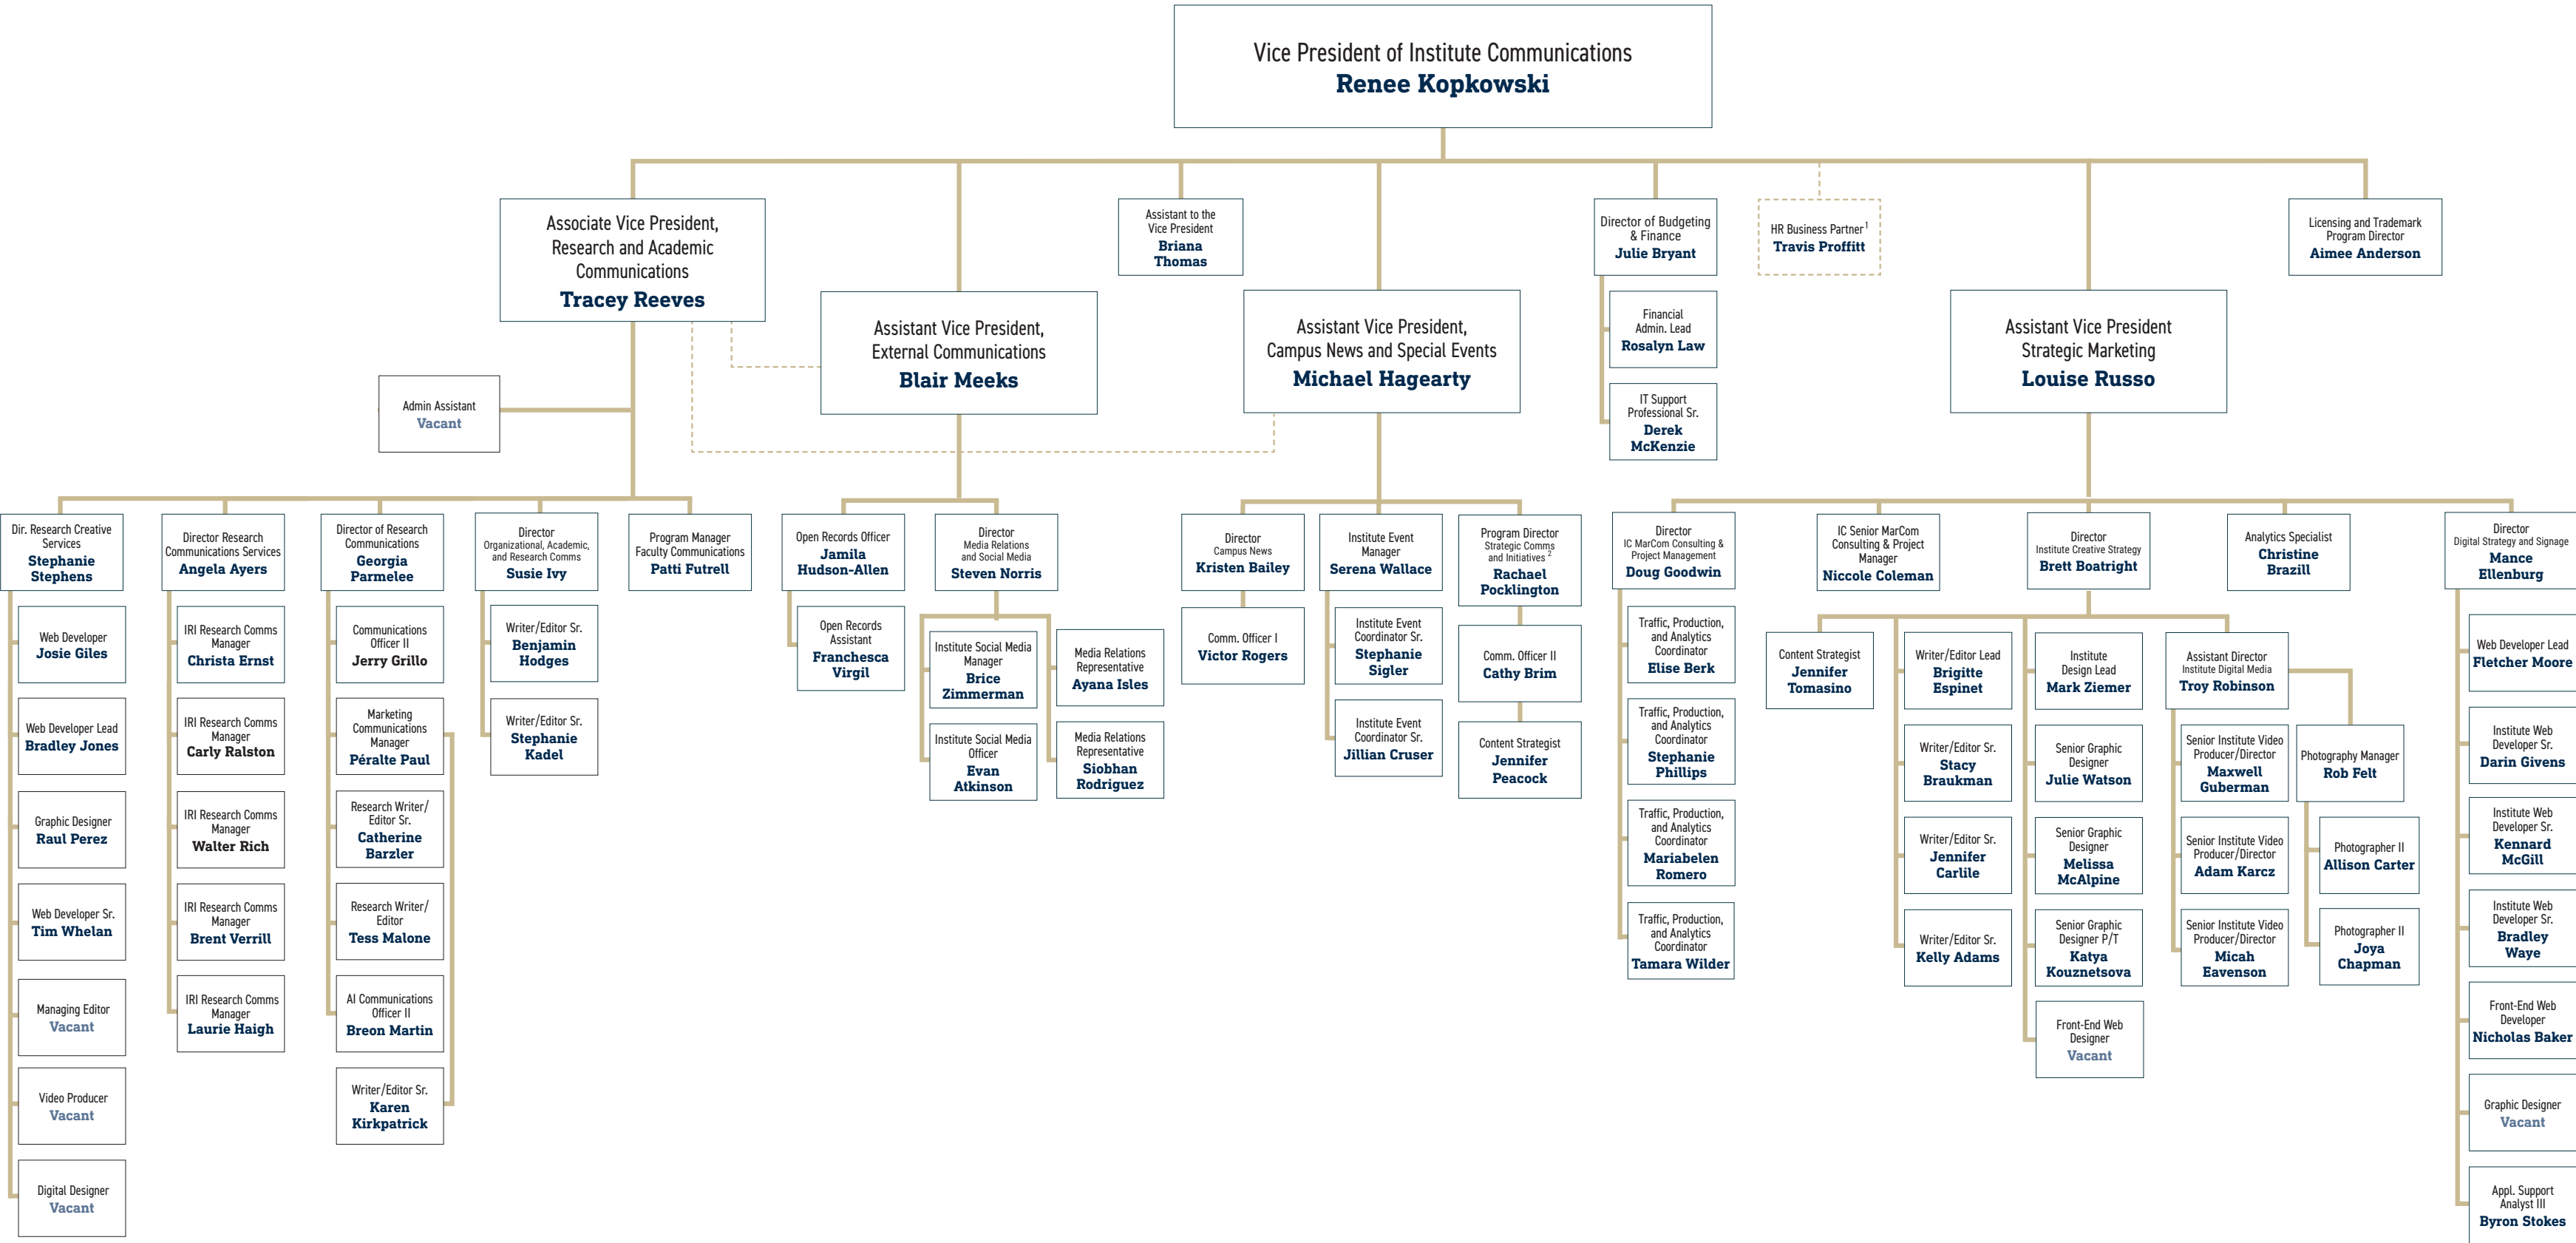 Vice President of Institute Communications
Renee Kopkowski
Associate Vice President,
Research and Academic
Communications
Tracey Reeves
Assistant Vice President,
External Communications
Blair Meeks
Assistant to the
Vice President
Briana
Thomas
Assistant Vice President,
Campus News and Special Events
Michael Hagearty
Director of Budgeting
& Finance
Julie Bryant
Financial
Admin. Lead
Rosalyn Law
IT Support
Professional Sr.
Derek
McKenzie
HR Business Partner1
Travis Proffitt
Assistant Vice President
Strategic Marketing
Louise Russo
Licensing and Trademark
Program Director
Aimee Anderson
Admin Assistant
Vacant
Dir. Research Creative
Services
Stephanie
Stephens
Web Developer
Josie Giles
Web Developer Lead
Bradley Jones
Graphic Designer
Raul Perez
Web Developer Sr.
Tim Whelan
Managing Editor
Vacant
Video Producer
Vacant
Digital Designer
Vacant
Director Research
Communications Services
Angela Ayers
IRI Research Comms
Manager
Christa Ernst
IRI Research Comms
Manager
Carly Ralston
IRI Research Comms
Manager
Walter Rich
IRI Research Comms
Manager
Brent Verrill
IRI Research Comms
Manager
Laurie Haigh
Director of Research
Communications
Georgia
Parmelee
Communications
Officer II
Jerry Grillo
Marketing
Communications
Manager
Péralte Paul
Research Writer/
Editor Sr.
Catherine
Barzler
Research Writer/
Editor
Tess Malone
AI Communications
Officer II
Breon Martin
Writer/Editor Sr.
Karen
Kirkpatrick
Director
Organizational, Academic,
and Research Comms
Susie Ivy
Writer/Editor Sr.
Benjamin
Hodges
Writer/Editor Sr.
Stephanie
Kadel
Program Manager
Faculty Communications
Patti Futrell
Open Records Officer
Jamila
Hudson-Allen
Open Records
Assistant
Franchesca
Virgil
Director
Media Relations
and Social Media
Steven Norris
Institute Social Media
Manager
Brice
Zimmerman
Institute Social Media
Officer
Evan
Atkinson
Media Relations
Representative
Ayana Isles
Media Relations
Representative
Siobhan
Rodriguez
Director
Campus News
Kristen Bailey
Comm. Officer I
Victor Rogers
Institute Event
Manager
Serena Wallace
Institute Event
Coordinator Sr.
Stephanie
Sigler
Institute Event
Coordinator Sr.
Jillian Cruser
Program Director
Strategic Comms
and Initiatives 2
Rachael
Pocklington
Comm. Officer II
Cathy Brim
Content Strategist
Jennifer
Peacock
Director
IC MarCom Consulting &
Project Management
Doug Goodwin
Traffic, Production,
and Analytics
Coordinator
Elise Berk
Traffic, Production,
and Analytics
Coordinator
Stephanie
Phillips
Traffic, Production,
and Analytics
Coordinator
Mariabelen
Romero
Traffic, Production,
and Analytics
Coordinator
Tamara Wilder
IC Senior MarCom
Consulting & Project
Manager
Niccole Coleman
Director
Institute Creative Strategy
Brett Boatright
Content Strategist
Jennifer
Tomasino
Writer/Editor Lead
Brigitte
Espinet
Writer/Editor Sr.
Stacy
Braukman
Writer/Editor Sr.
Jennifer
Carlile
Writer/Editor Sr.
Kelly Adams
Institute
Design Lead
Mark Ziemer
Senior Graphic
Designer
Julie Watson
Senior Graphic
Designer
Melissa
McAlpine
Senior Graphic
Designer P/T
Katya
Kouznetsova
Front-End Web
Designer
Vacant
Assistant Director
Institute Digital Media
Troy Robinson
Senior Institute Video
Producer/Director
Maxwell
Guberman
Senior Institute Video
Producer/Director
Adam Karcz
Senior Institute Video
Producer/Director
Micah
Eavenson
Photography Manager
Rob Felt
Photographer II
Allison Carter
Photographer II
Joya
Chapman
Analytics Specialist
Christine
Brazill
Director
Digital Strategy and Signage
Mance
Ellenburg
Web Developer Lead
Fletcher Moore
Institute Web
Developer Sr.
Darin Givens
Institute Web
Developer Sr.
Kennard
McGill
Institute Web
Developer Sr.
Bradley
Waye
Front-End Web
Developer
Nicholas Baker
Graphic Designer
Vacant
Appl. Support
Analyst III
Byron Stokes